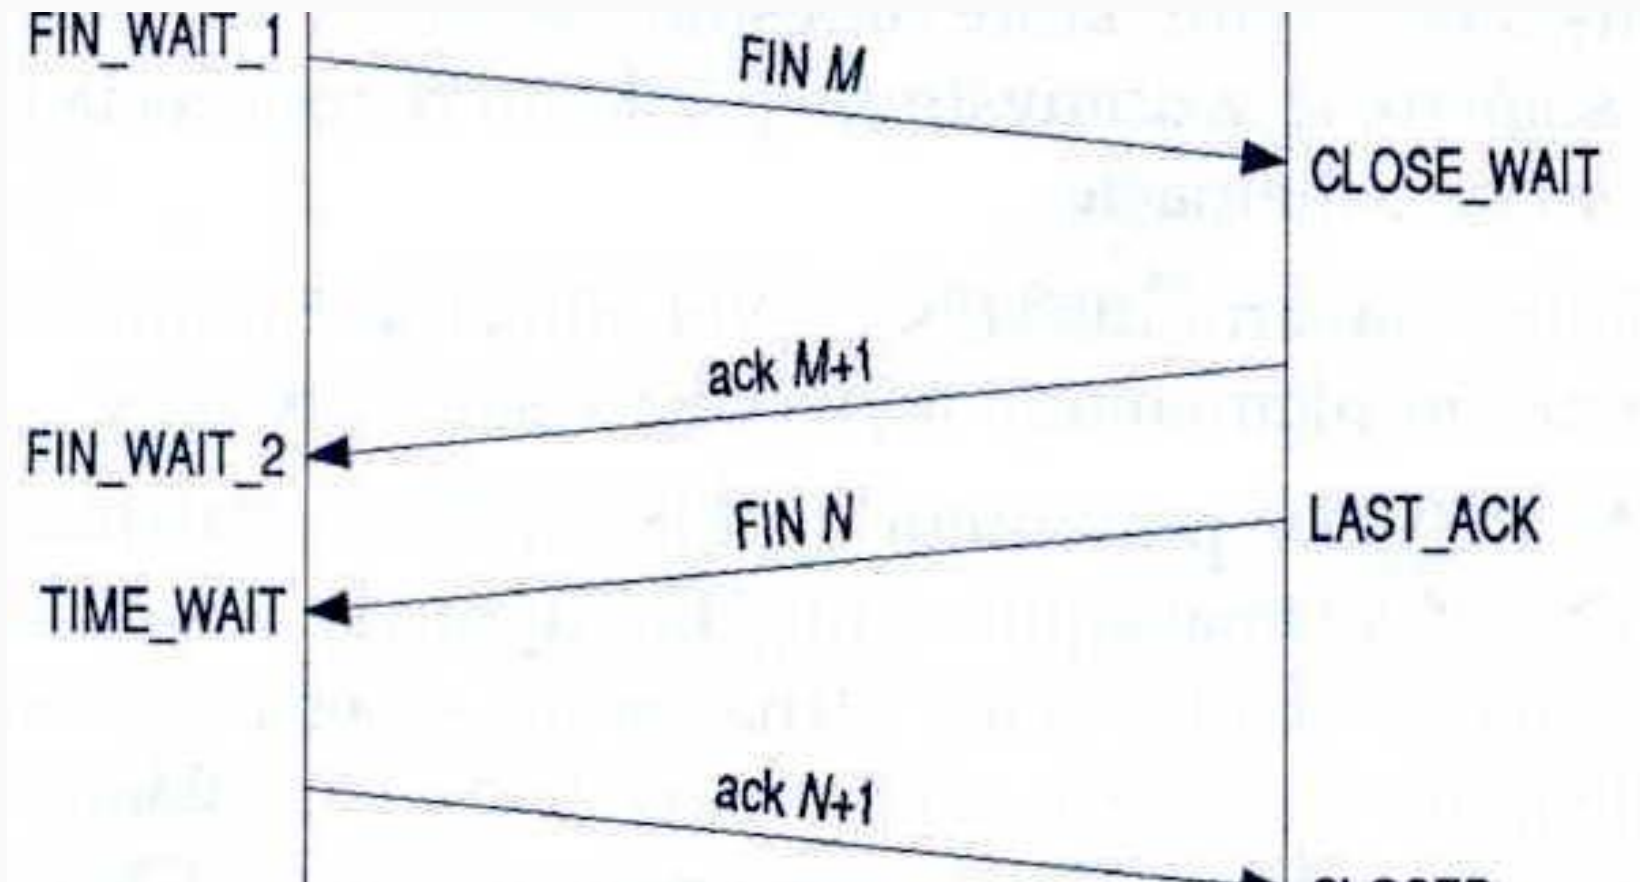 FIN_WAIT_1
FIN M
CLOSE_WAIT
ack M+1
FIN_WAIT_2
FIN N
LAST_ACK
TIME_WAIT
ack N+1